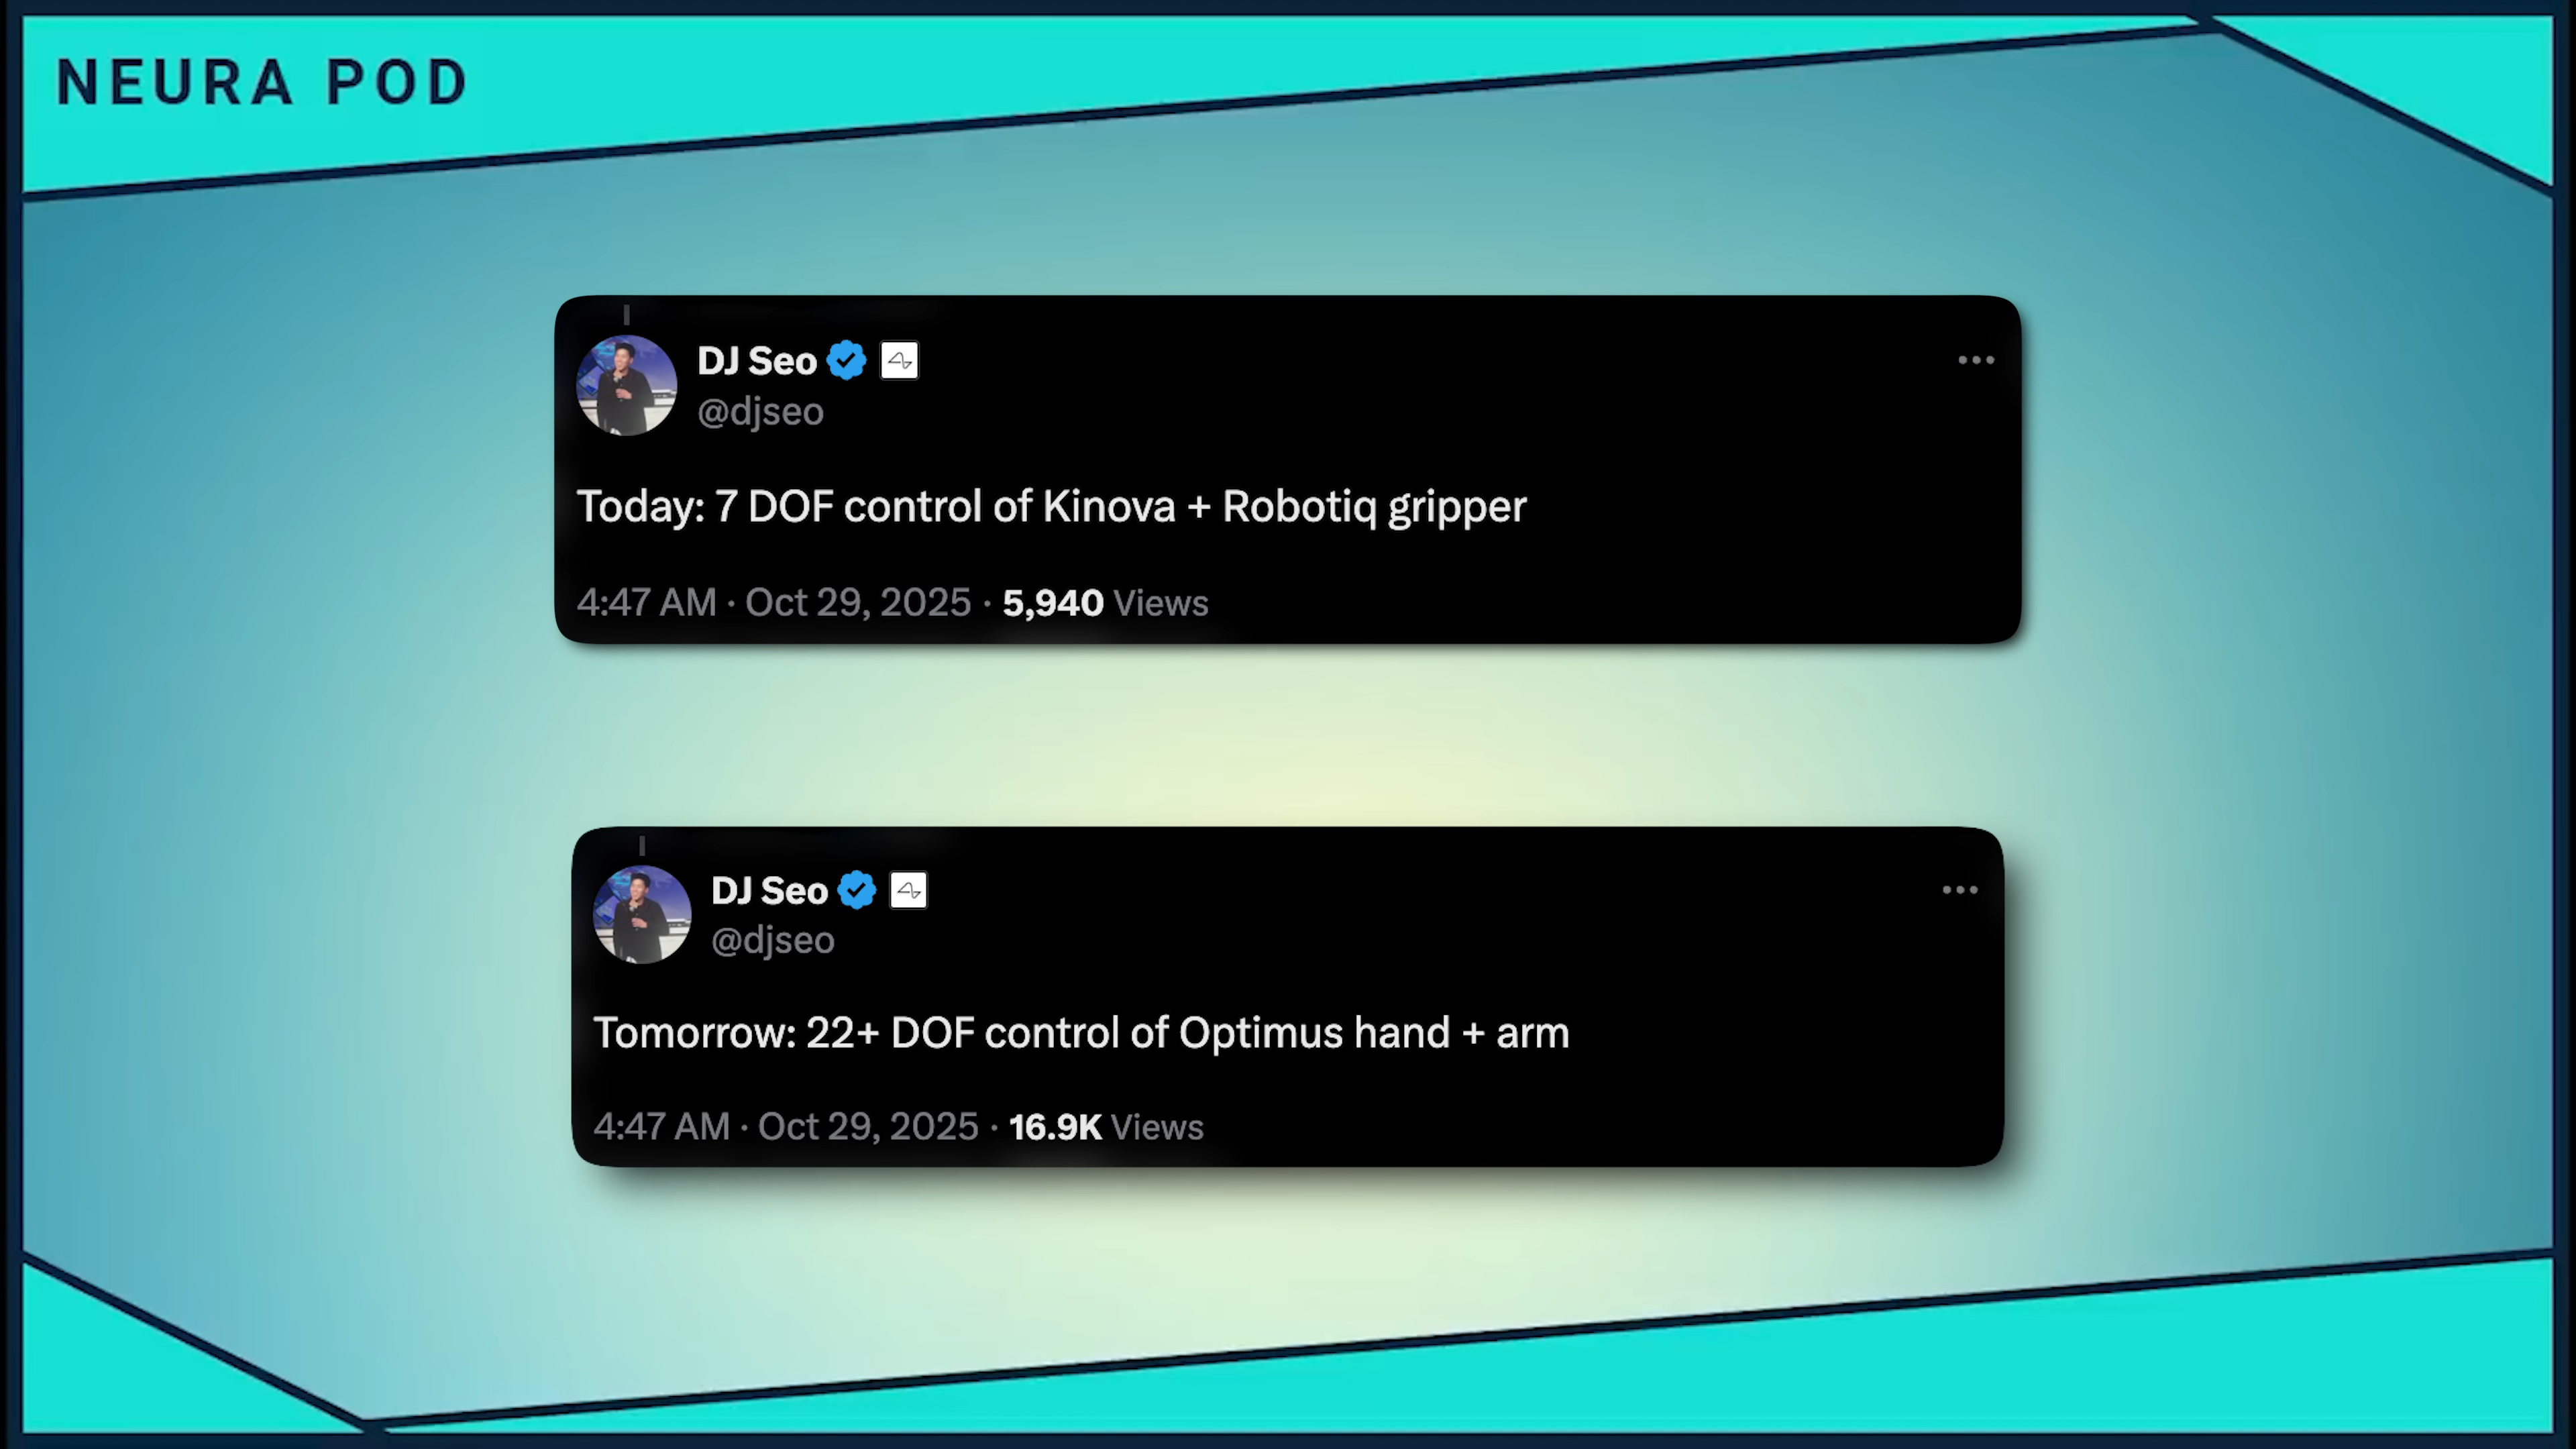 NEURA POD
DJ Seo
@djseo
Today: 7 DOF control of Kinova + Robotiq gripper
4:47 AM · Oct 29, 2025 · 5,940 Views
DJ Seo
@djseo
Tomorrow: 22+ DOF control of Optimus hand + arm
4:47 AM · Oct 29, 2025 · 16.9K Views